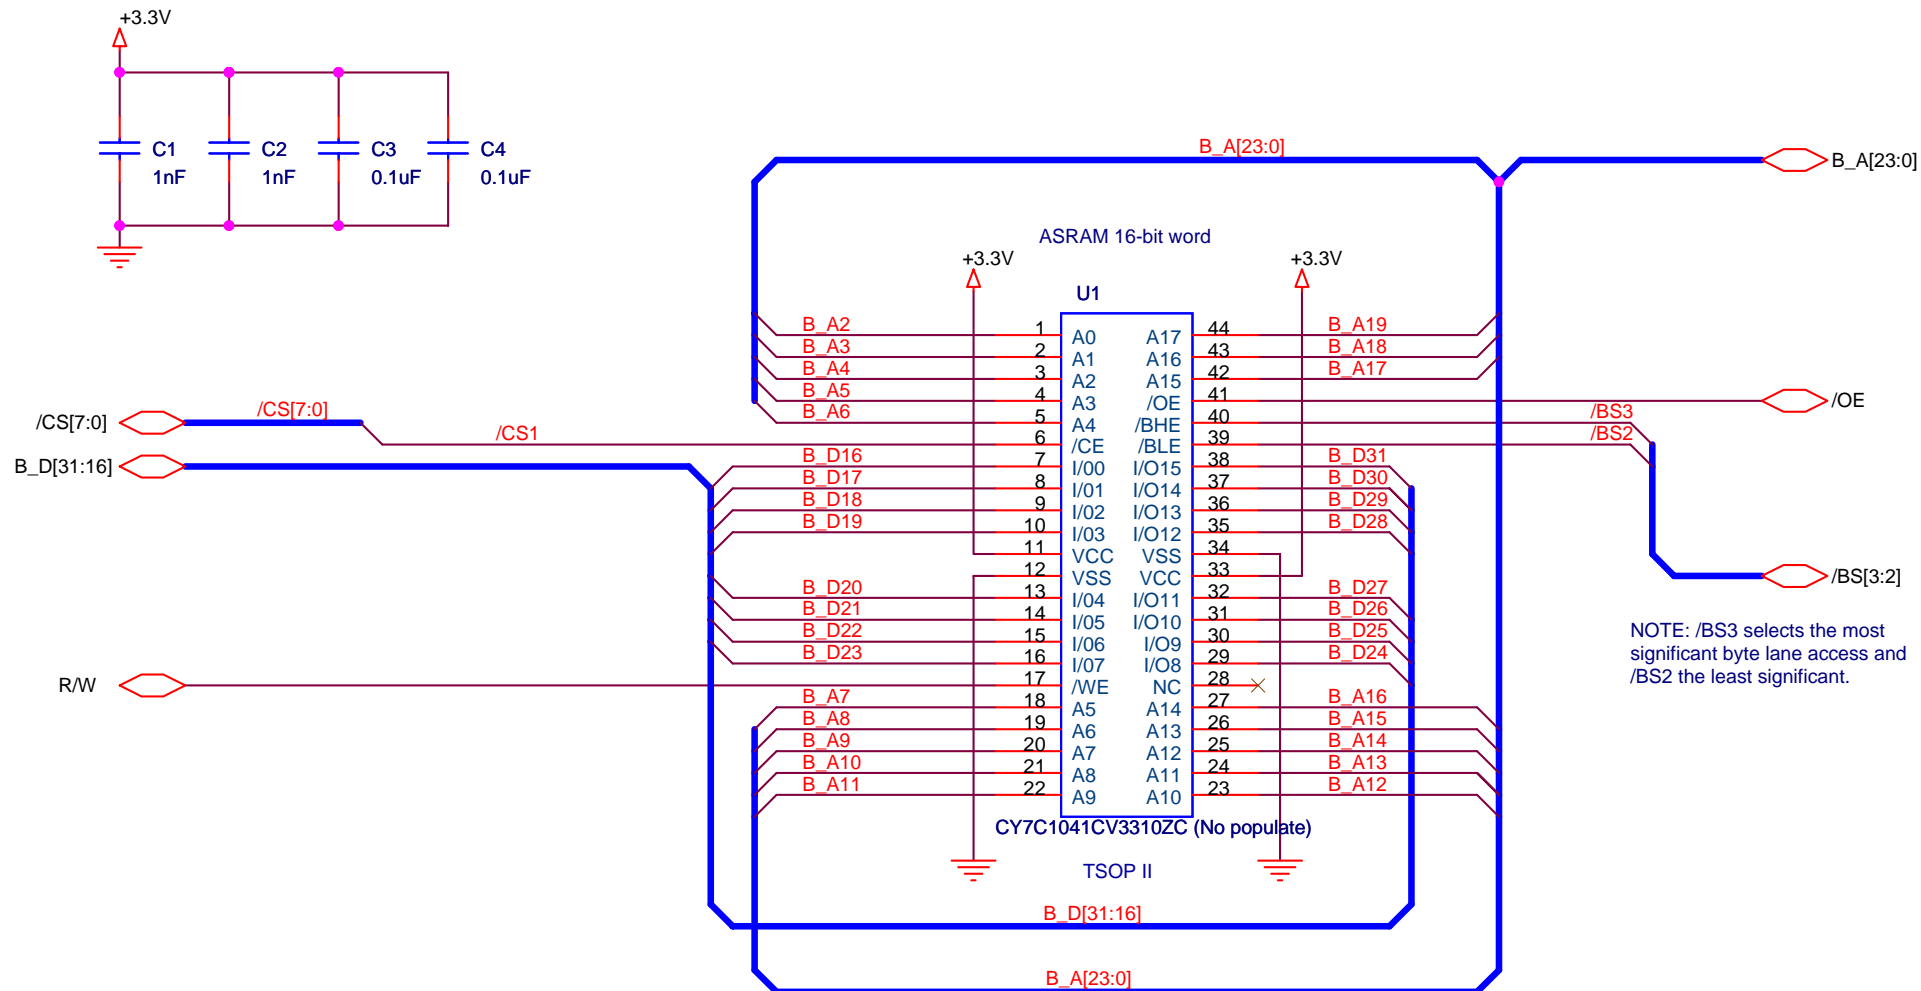 +3.3V
C1
1nF
C2
1nF
C3
0.1uF
C4
0.1uF
B_A[23:0]
B_A[23:0]
ASRAM 16-bit word
+3.3V
+3.3V
U1
B_A2 1 A0 A17 44 B_A19
B_A3 2 A1 A16 43 B_A18
B_A4 3 A2 A15 42 B_A17
B_A5 4 A3 /OE 41 /OE
B_A6 5 A4 /BHE 40 /BS3
/CS[7:0] /CS[7:0]
/CS1 6 /CE /BLE 39 /BS2
B_D[31:16]
B_D16 7 I/00 I/O15 38 B_D31
B_D17 8 I/01 I/O14 37 B_D30
B_D18 9 I/02 I/O13 36 B_D29
B_D19 10 I/03 I/O12 35 B_D28
11 VCC VSS 34
12 VSS VCC 33
/BS[3:2]
B_D20 13 I/04 I/O11 32 B_D27
B_D21 14 I/05 I/O10 31 B_D26
B_D22 15 I/06 I/O9 30 B_D25
B_D23 16 I/07 I/O8 29 B_D24
NOTE: /BS3 selects the most
significant byte lane access and
/BS2 the least significant.
R/W 17 /WE NC 28
B_A7 18 A5 A14 27 B_A16
B_A8 19 A6 A13 26 B_A15
B_A9 20 A7 A12 25 B_A14
B_A10 21 A8 A11 24 B_A13
B_A11 22 A9 A10 23 B_A12
CY7C1041CV3310ZC (No populate)
TSOP II
B_D[31:16]
B_A[23:0]